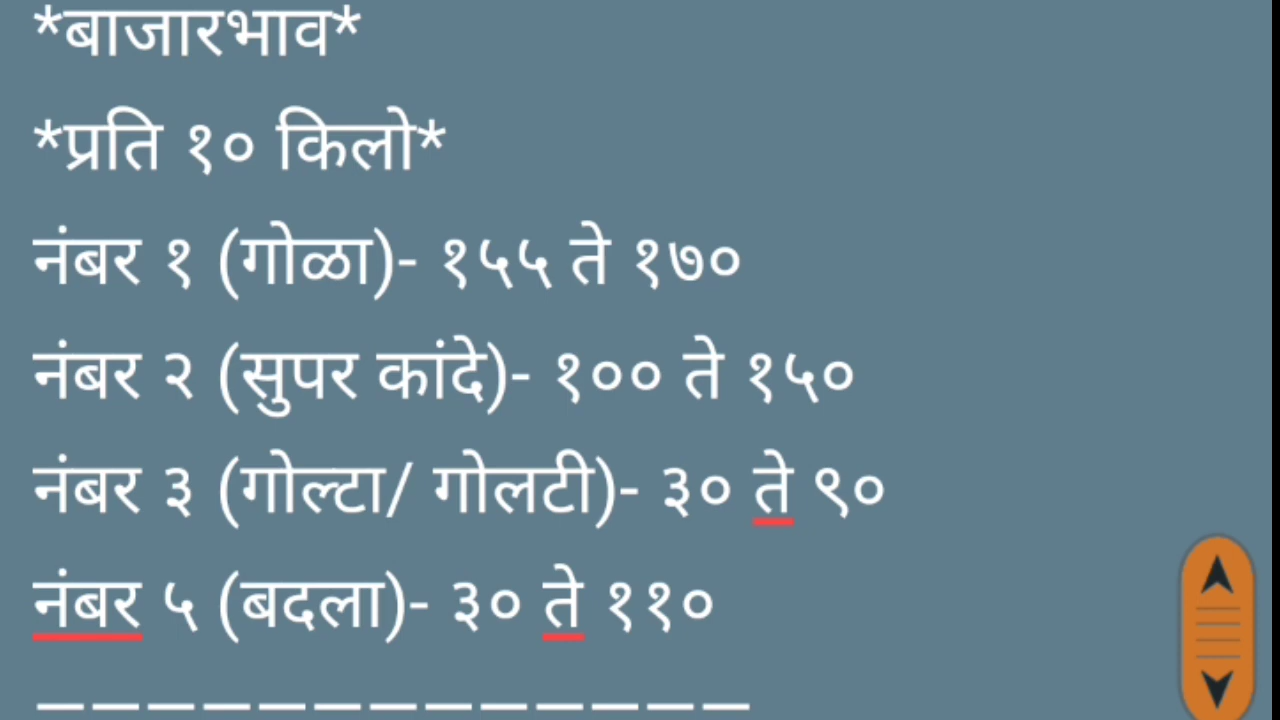 *बाजारभाव*
*प्रति १० किलो*
नंबर १ (गोळा)- १५५ ते १७०
नंबर २ (सुपर कांदे)- १०० ते १५०
नंबर ३ (गोल्टा/ गोलटी)- ३० ते ९०
नंबर ५ (बदला)- ३० ते ११०
_____________